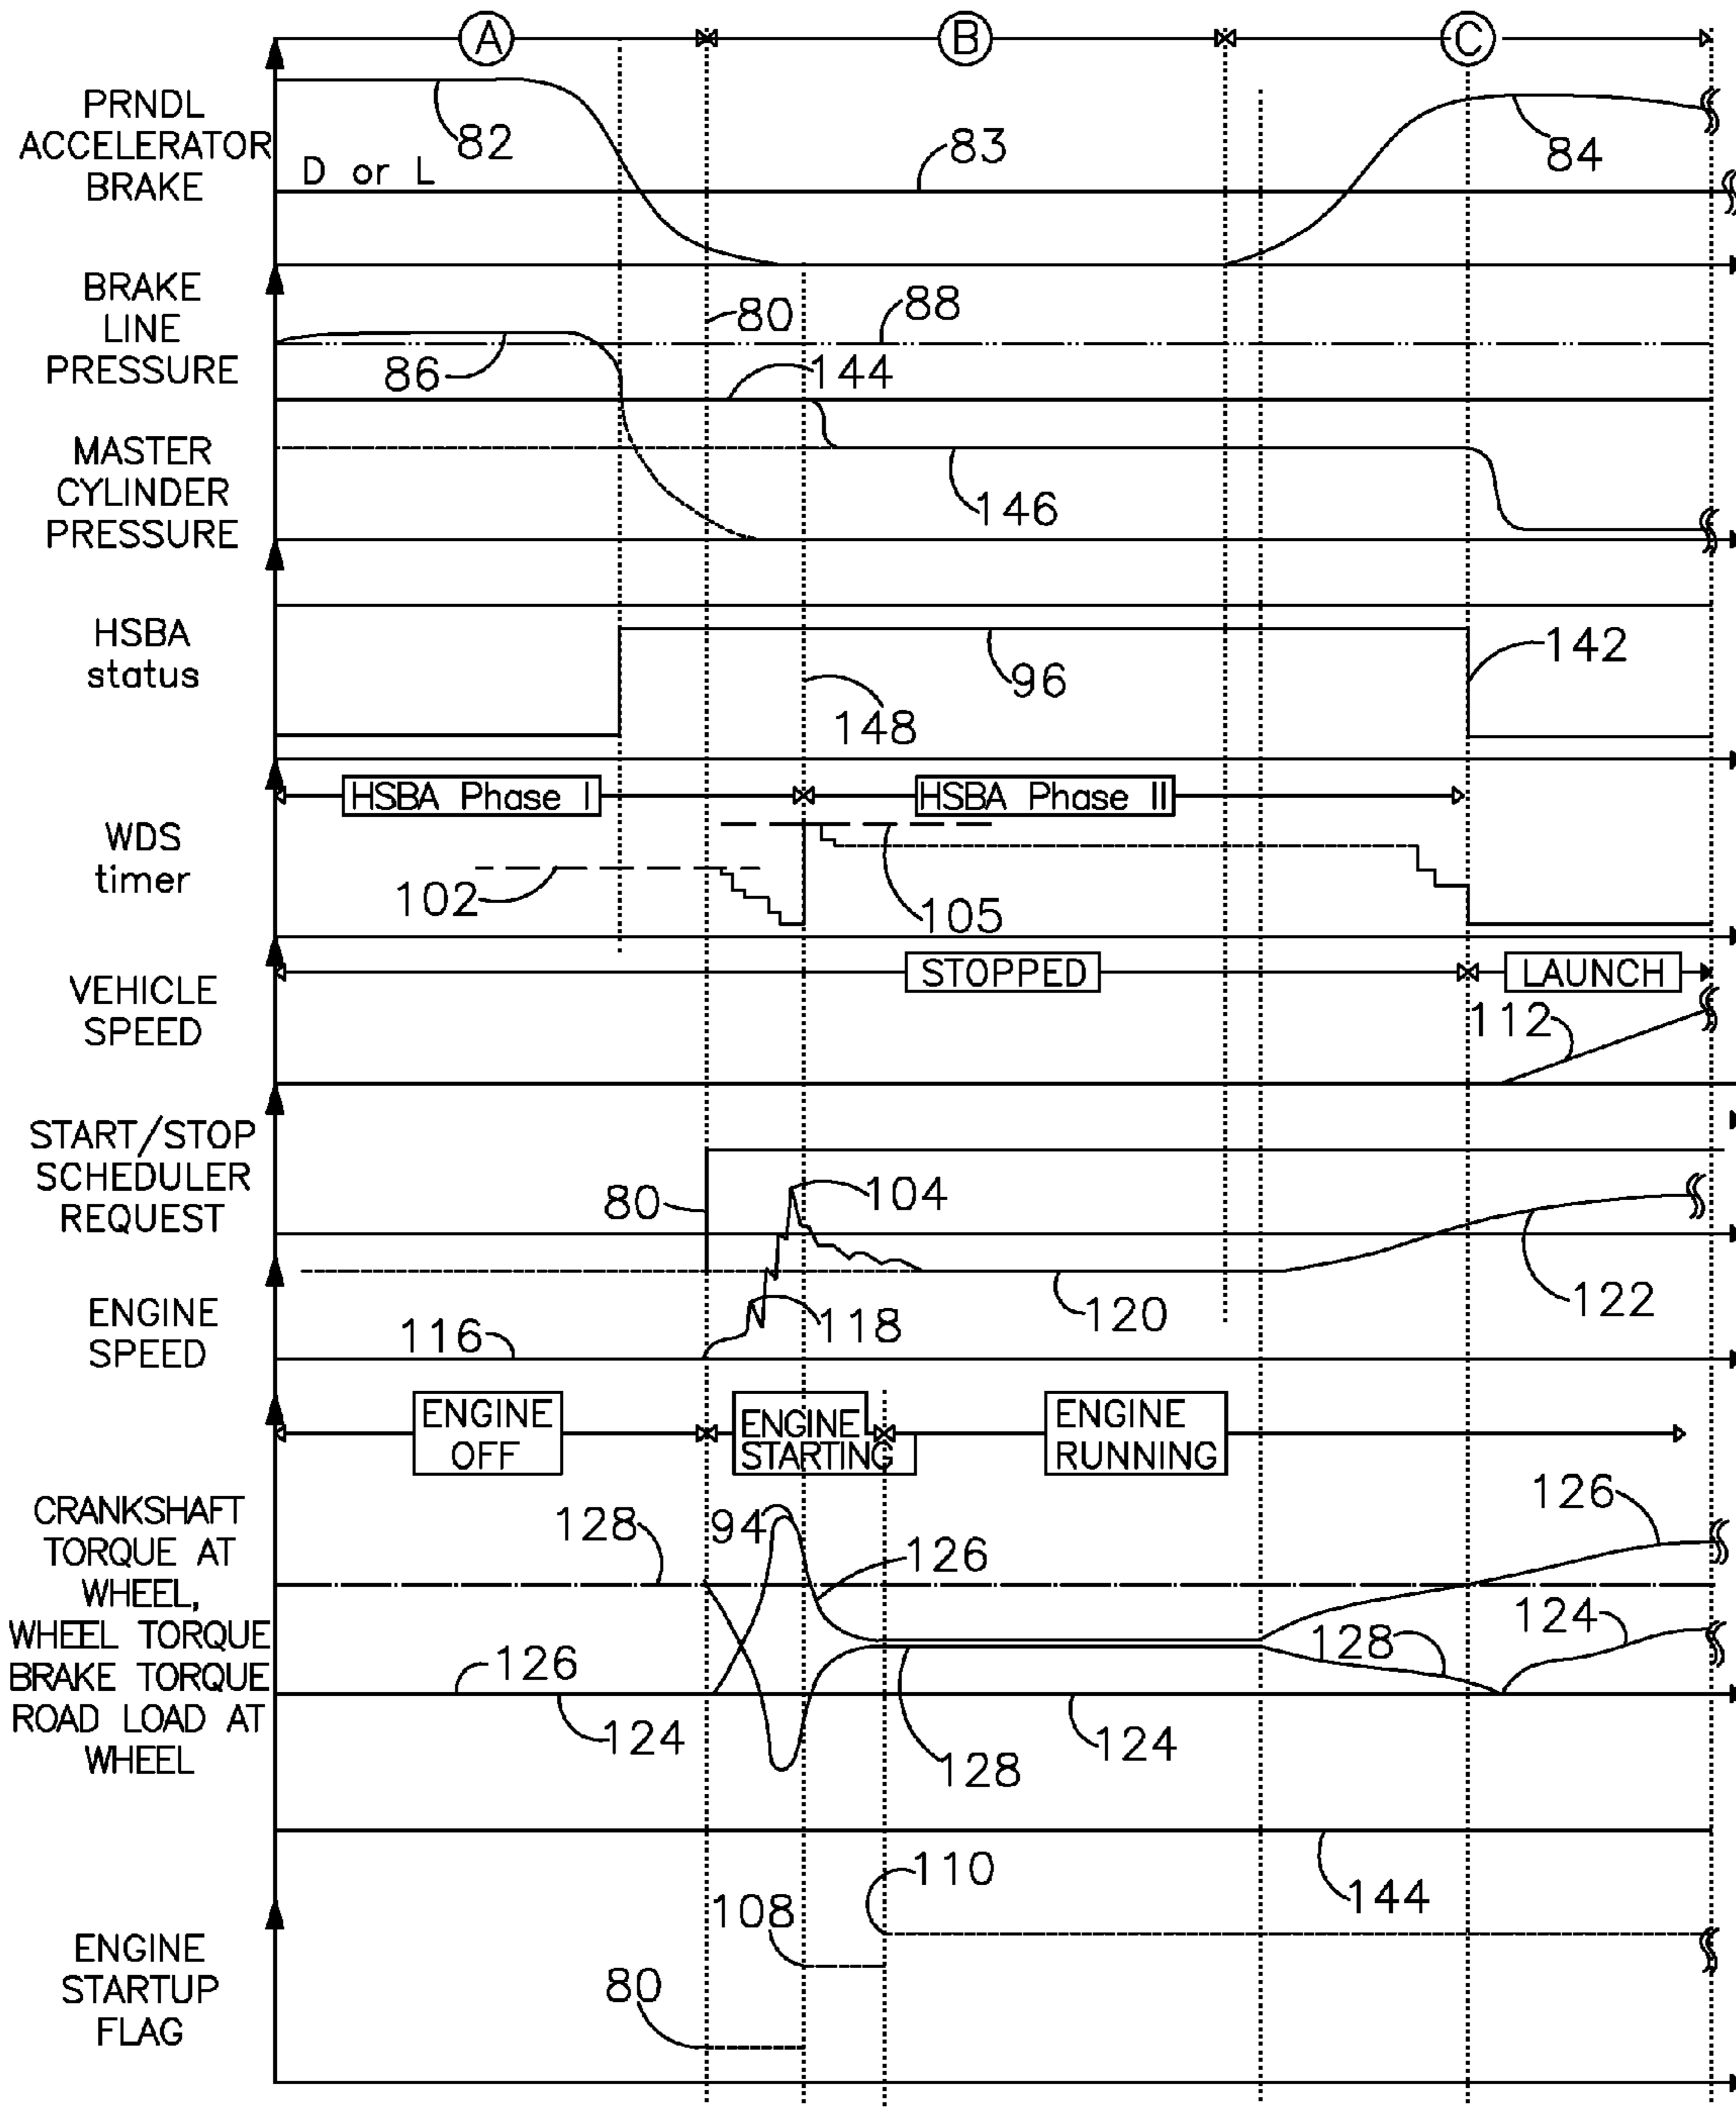 A
B
C
PRNDL
ACCELERATOR
BRAKE
82
83
84
D or L
BRAKE
LINE
PRESSURE
80
88
86
144
MASTER
CYLINDER
PRESSURE
146
HSBA
status
96
142
148
HSBA Phase I
HSBA Phase II
WDS
timer
102
105
VEHICLE
SPEED
STOPPED
LAUNCH
112
START/STOP
SCHEDULER
REQUEST
80
104
122
ENGINE
SPEED
116
118
120
ENGINE
OFF
ENGINE
STARTING
ENGINE
RUNNING
CRANKSHAFT
TORQUE AT
WHEEL,
WHEEL TORQUE
BRAKE TORQUE
ROAD LOAD AT
WHEEL
128
94
126
126
124
128
126
124
128
124
144
110
108
ENGINE
STARTUP
FLAG
80